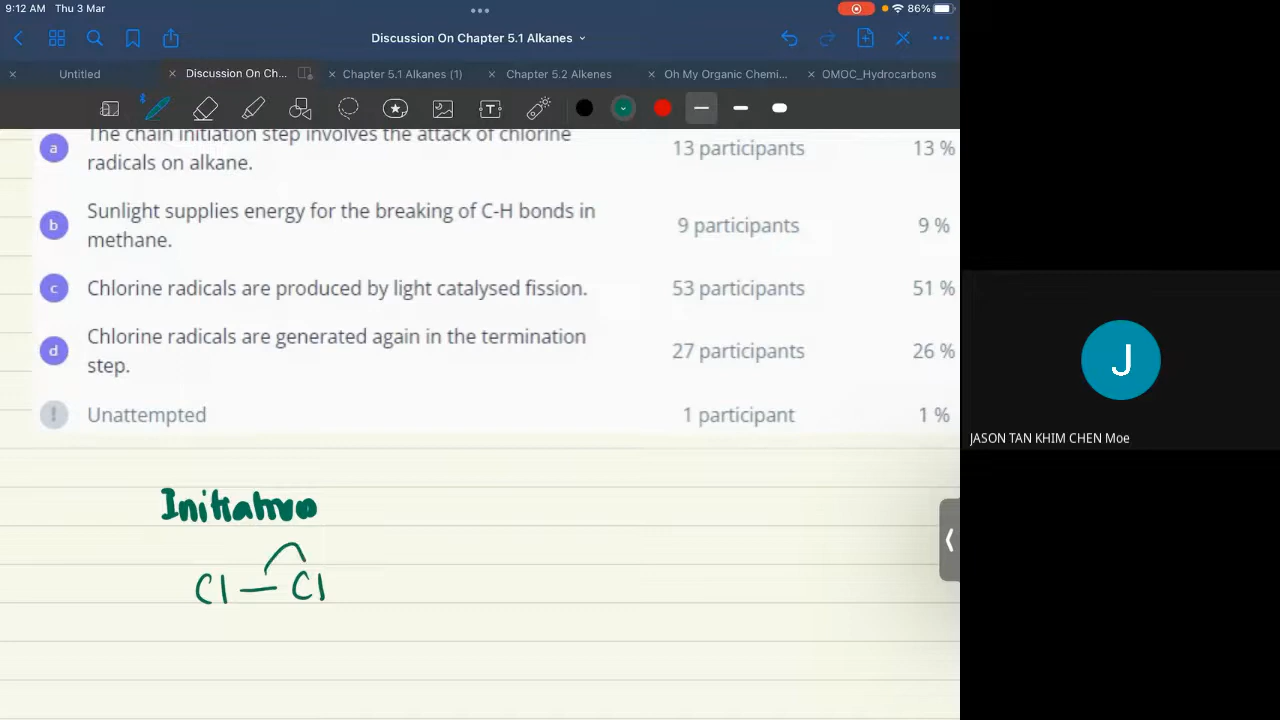 9:12 AM Thu 3 Mar
86%
Discussion On Chapter 5.1 Alkanes
Untitled
Discussion On Ch...
Chapter 5.1 Alkanes (1)
Chapter 5.2 Alkenes
Oh My Organic Chemi...
OMOC_Hydrocarbons
a The chain initiation step involves the attack of chlorine
radicals on alkane.
13 participants 13 %
b Sunlight supplies energy for the breaking of C-H bonds in
methane.
9 participants 9 %
c Chlorine radicals are produced by light catalysed fission.
53 participants 51 %
d Chlorine radicals are generated again in the termination
step.
27 participants 26 %
! Unattempted
1 participant 1 %
Cl — Cl
J
JASON TAN KHIM CHEN Moe